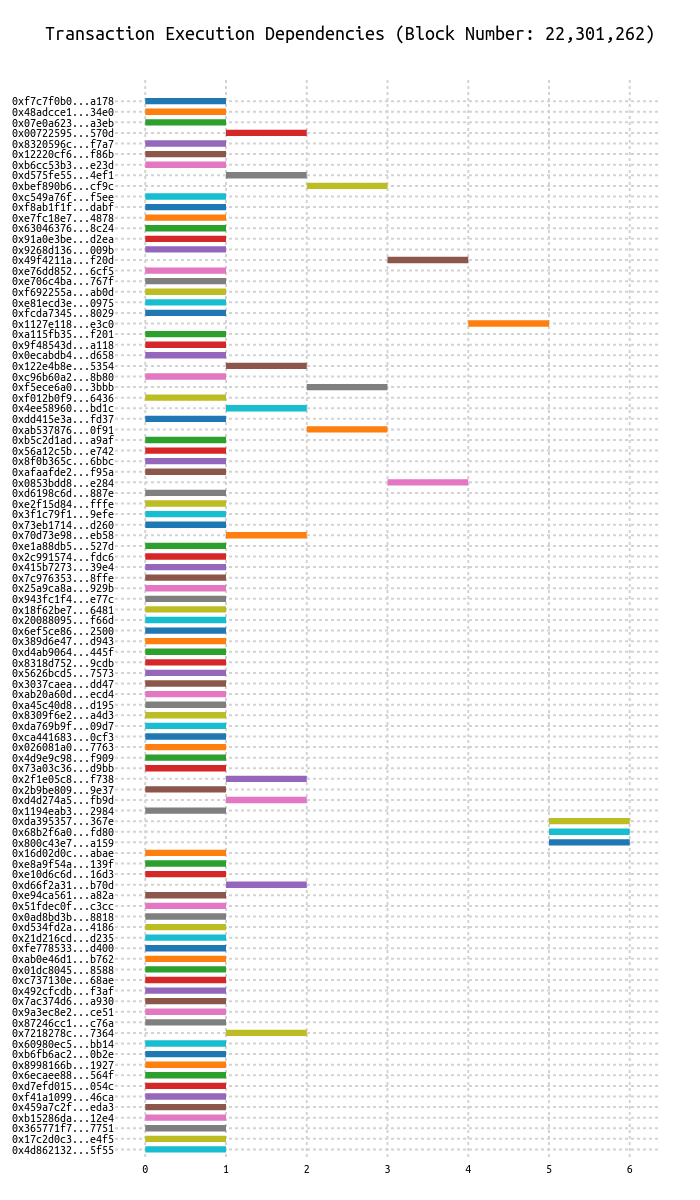 Transaction Execution Dependencies (Block Number: 22,301,262)
0xf7c7f0b0...a178
0x48adcce1...34e0
0x07e0a623...a3eb
0x00722595...570d
0x8320596c...f7a7
0x12220cf6...f86b
0xb6cc53b3...e23d
0xd575fe55...4ef1
0xbef890b6...cf9c
0xc549a76f...f5ee
0xf8ab1f1f...dabf
0xe7fc18e7...4878
0x63046376...8c24
0x91a0e3be...d2ea
0x9268d136...009b
0x49f4211a...f20d
0xe76dd852...6cf5
0xe706c4ba...767f
0xf692255a...ab0d
0xe81ecd3e...0975
0xfcda7345...8029
0x1127e118...e3c0
0xa115fb35...f201
0x9f48543d...a118
0x0ecabdb4...d658
0x122e4b8e...5354
0xc96b60a2...8b80
0xf5ece6a0...3bbb
0xf012b0f9...6436
0x4ee58960...bd1c
0xdd415e3a...fd37
0xab537876...0f91
0xb5c2d1ad...a9af
0x56a12c5b...e742
0x8f0b365c...6bbc
0xafaafde2...f95a
0x0853bdd8...e284
0xd6198c6d...887e
0xe2f15d84...fffe
0x3f1c79f1...9efe
0x73eb1714...d260
0x70d73e98...eb58
0xe1a88db5...527d
0x2c991574...fdc6
0x415b7273...39e4
0x7c976353...8ffe
0x25a9ca8a...929b
0x943fc1f4...e77c
0x18f62be7...6481
0x20088095...f66d
0x6ef5ce86...2500
0x389d6e47...d943
0xd4ab9064...445f
0x8318d752...9cdb
0x5626bcd5...7573
0x3037caea...dd47
0xab20a60d...ecd4
0xa45c40d8...d195
0x8309f6e2...a4d3
0xda769b9f...09d7
0xca441683...0cf3
0x026081a0...7763
0x4d9e9c98...f909
0x73a03c36...d9bb
0x2f1e05c8...f738
0x2b9be809...9e37
0xd4d274a5...fb9d
0x1194eab3...2984
0xda395357...367e
0x68b2f6a0...fd80
0x800c43e7...a159
0x16d02d0c...abae
0xe8a9f54a...139f
0xe10d6c6d...16d3
0xd66f2a31...b70d
0xe94ca561...a82a
0x51fdec0f...c3cc
0x0ad8bd3b...8818
0xd534fd2a...4186
0x21d216cd...d235
0xfe778533...d400
0xab0e46d1...b762
0x01dc8045...8588
0xc737130e...68ae
0x492cfcdb...f3af
0x7ac374d6...a930
0x9a3ec8e2...ce51
0x87246cc1...c76a
0x7218278c...7364
0x60980ec5...bb14
0xb6fb6ac2...0b2e
0x8998166b...1927
0x6ecaee88...564f
0xd7efd015...054c
0xf41a1099...46ca
0x459a7c2f...eda3
0xb15286da...12e4
0x365771f7...7751
0x17c2d0c3...e4f5
0x4d862132...5f55
0 1 2 3 4 5 6